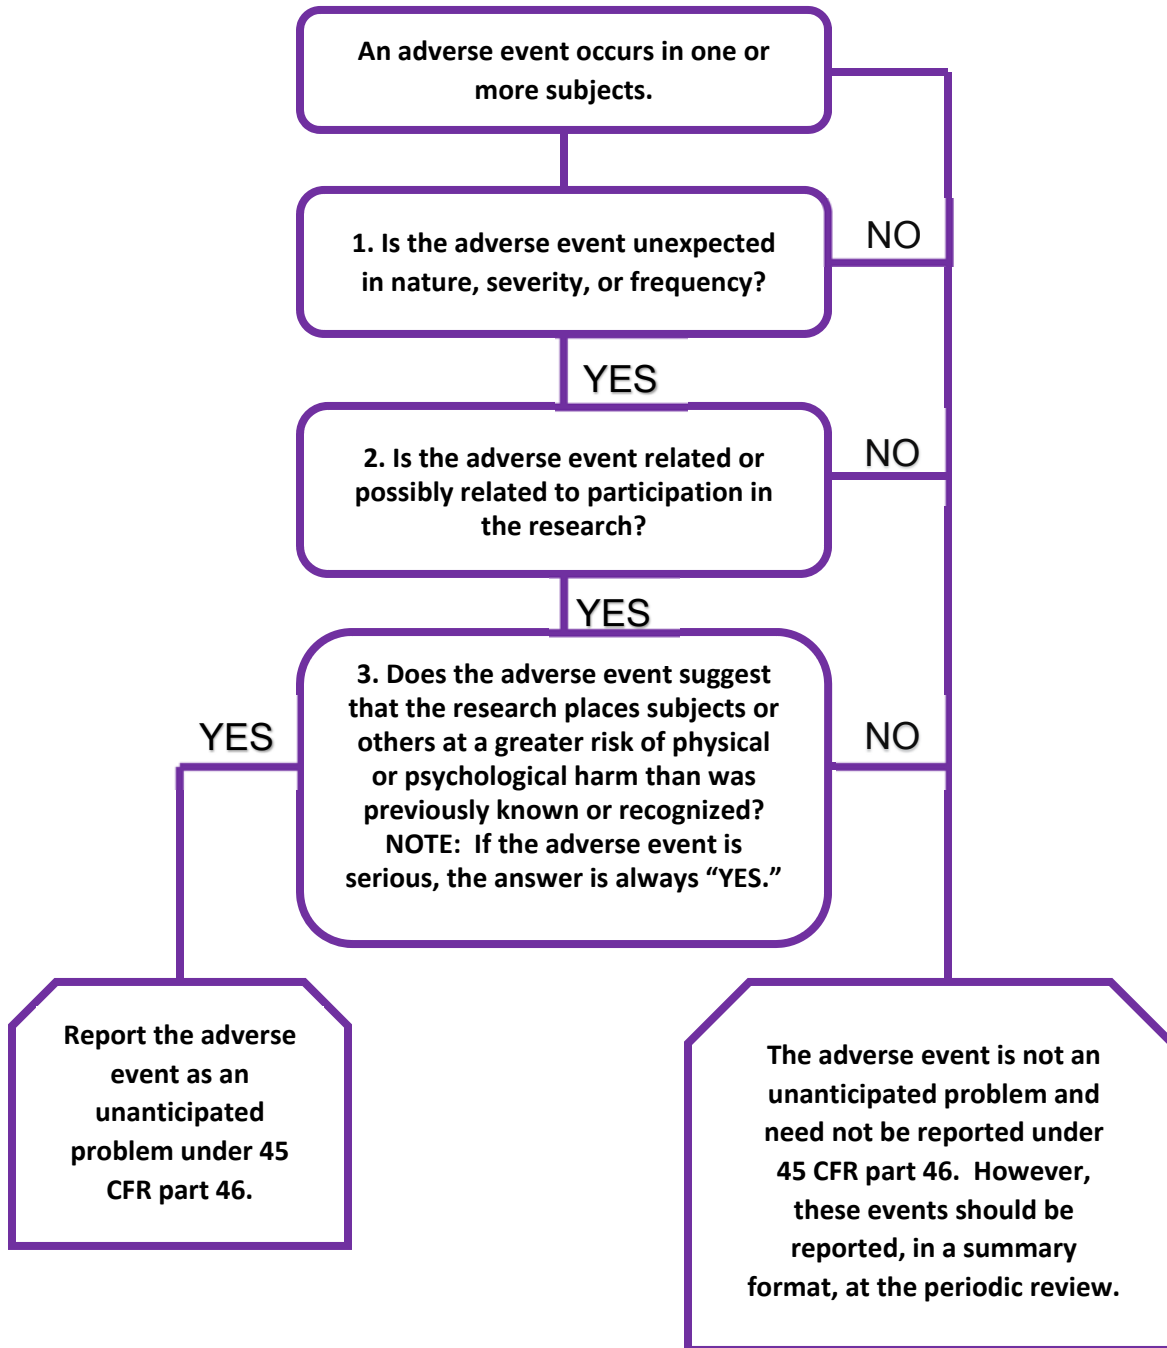 An adverse event occurs in one or
more subjects.
1. Is the adverse event unexpected
in nature, severity, or frequency?
NO
YES
2. Is the adverse event related or
possibly related to participation in
the research?
NO
YES
3. Does the adverse event suggest
that the research places subjects or
others at a greater risk of physical
or psychological harm than was
previously known or recognized?
NOTE:  If the adverse event is
serious, the answer is always “YES.”
YES
NO
Report the adverse
event as an
unanticipated
problem under 45
CFR part 46.
The adverse event is not an
unanticipated problem and
need not be reported under
45 CFR part 46.  However,
these events should be
reported, in a summary
format, at the periodic review.